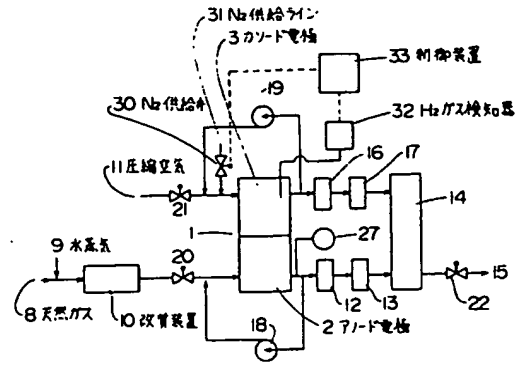 31 N₂供給ライン
3 カソード電極
33 制御装置
19
30 N₂供給弁
32 H₂ガス検知器
16
17
11 圧縮空気
21
14
1
27
9 水蒸気
20
15
22
8 天然ガス
10 改質装置
12
13
2 アノード電極
18